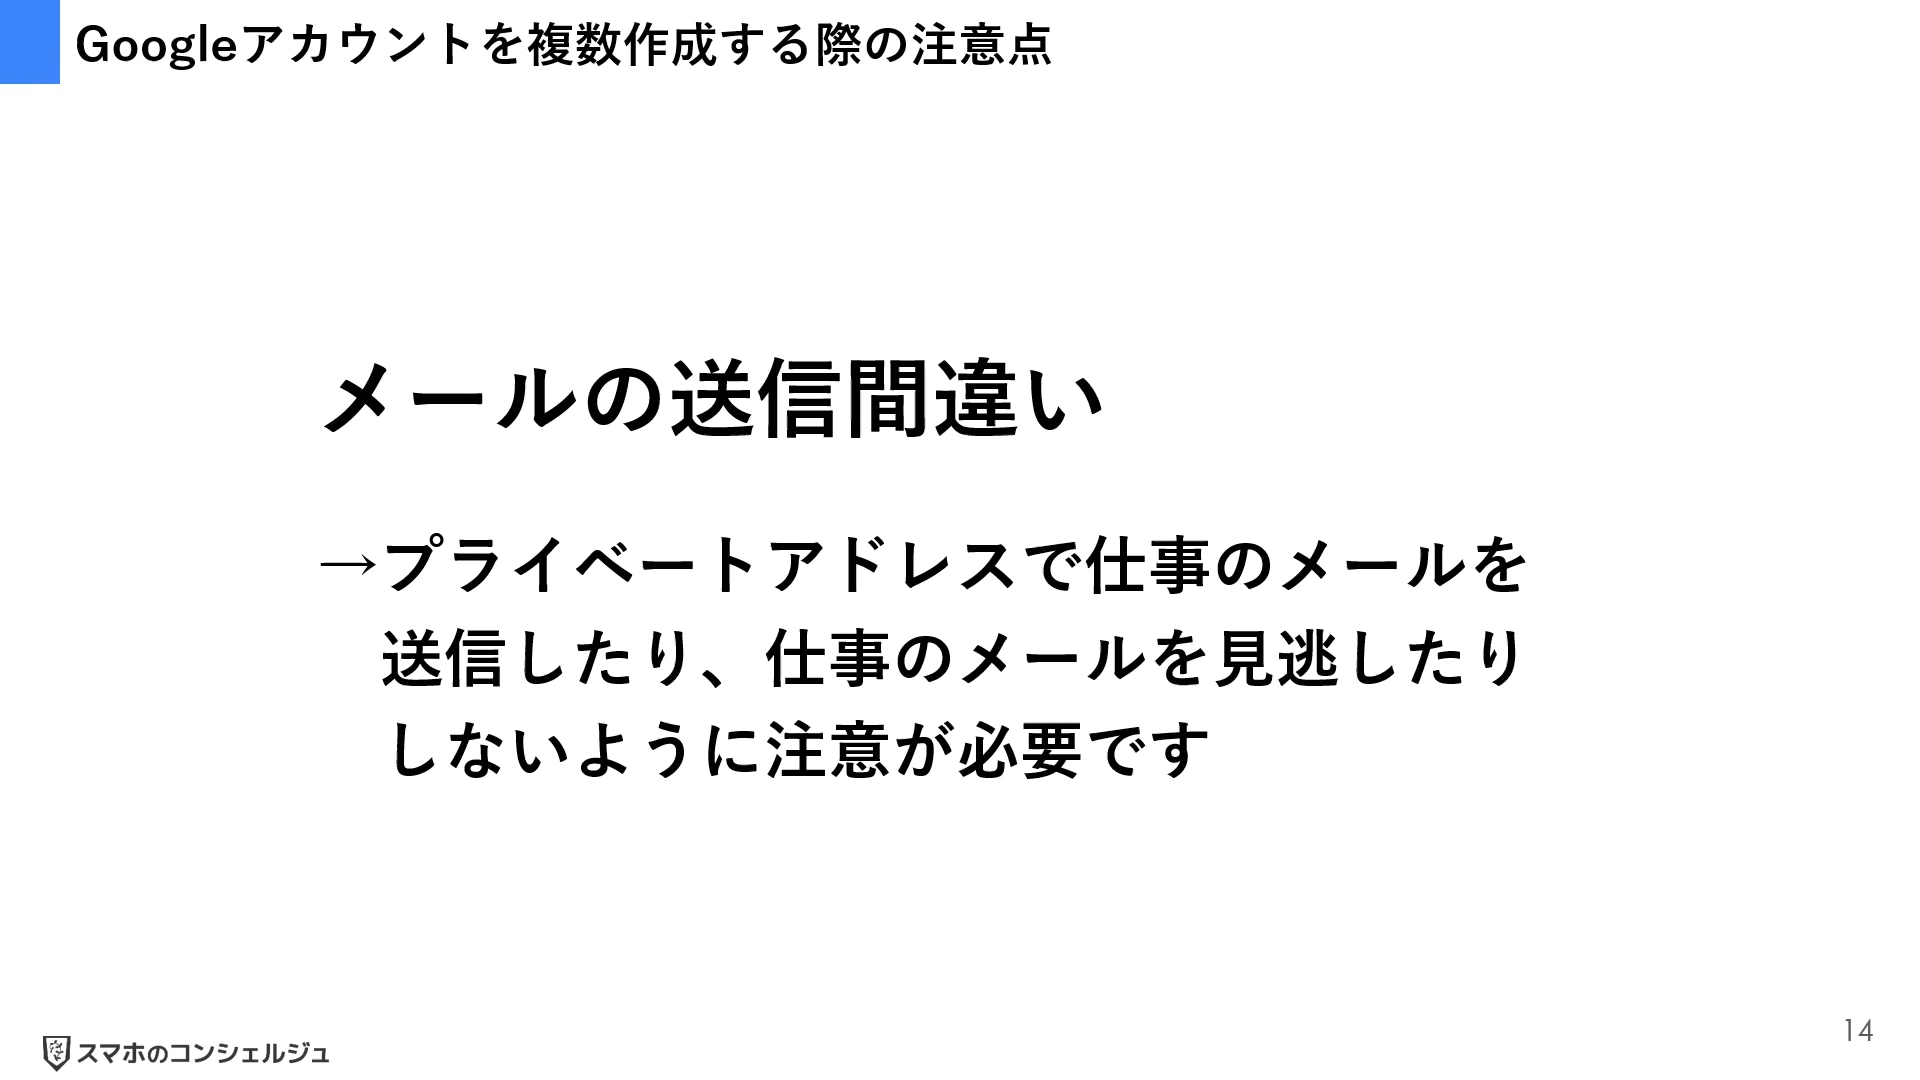 Googleアカウントを複数作成する際の注意点
メールの送信間違い
→プライベートアドレスで仕事のメールを
送信したり、仕事のメールを見逃したり
しないように注意が必要です
スマホのコンシェルジュ
14